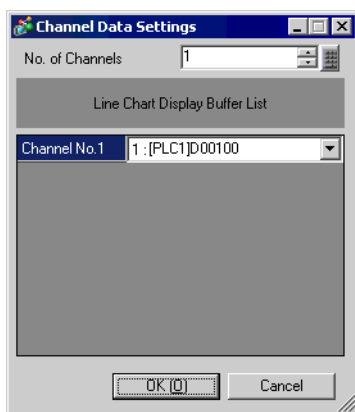 Channel Data Settings
No. of Channels 1
Line Chart Display Buffer List
Channel No.1 1 :[PLC1]D00100
OK (O) Cancel